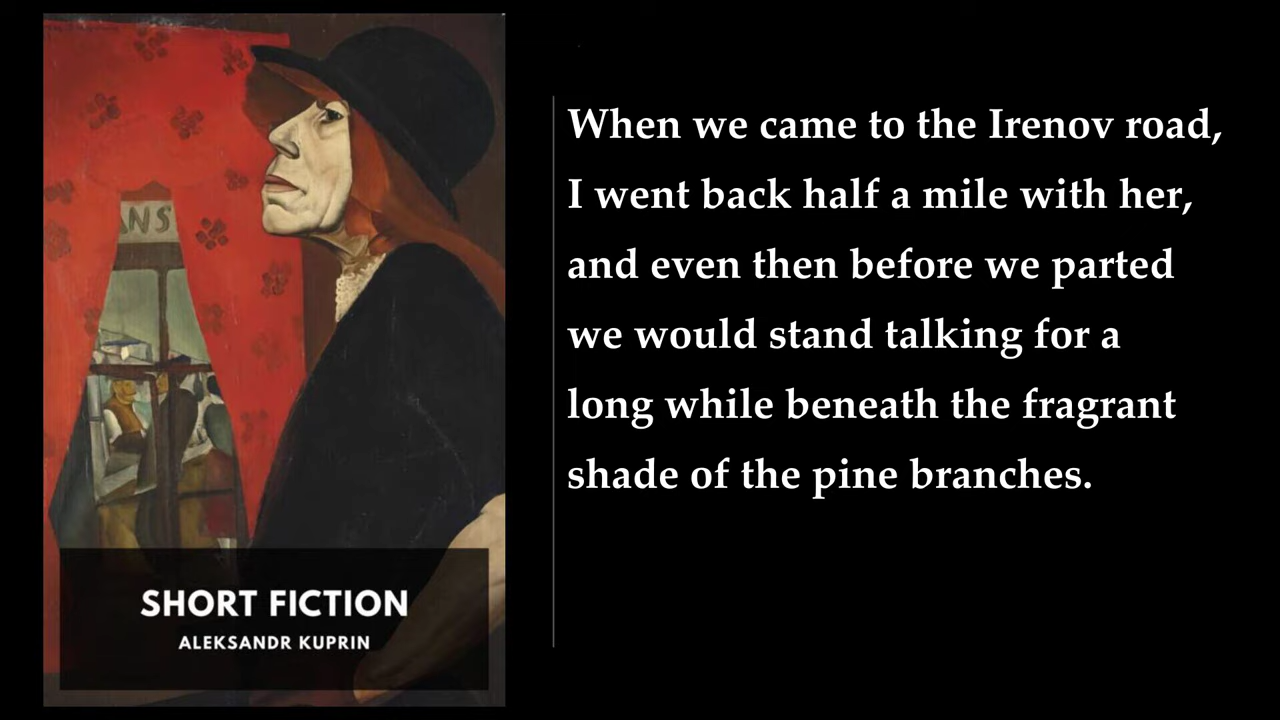 ANS
SHORT FICTION
ALEKSANDR KUPRIN
When we came to the Irenov road,
I went back half a mile with her,
and even then before we parted
we would stand talking for a
long while beneath the fragrant
shade of the pine branches.